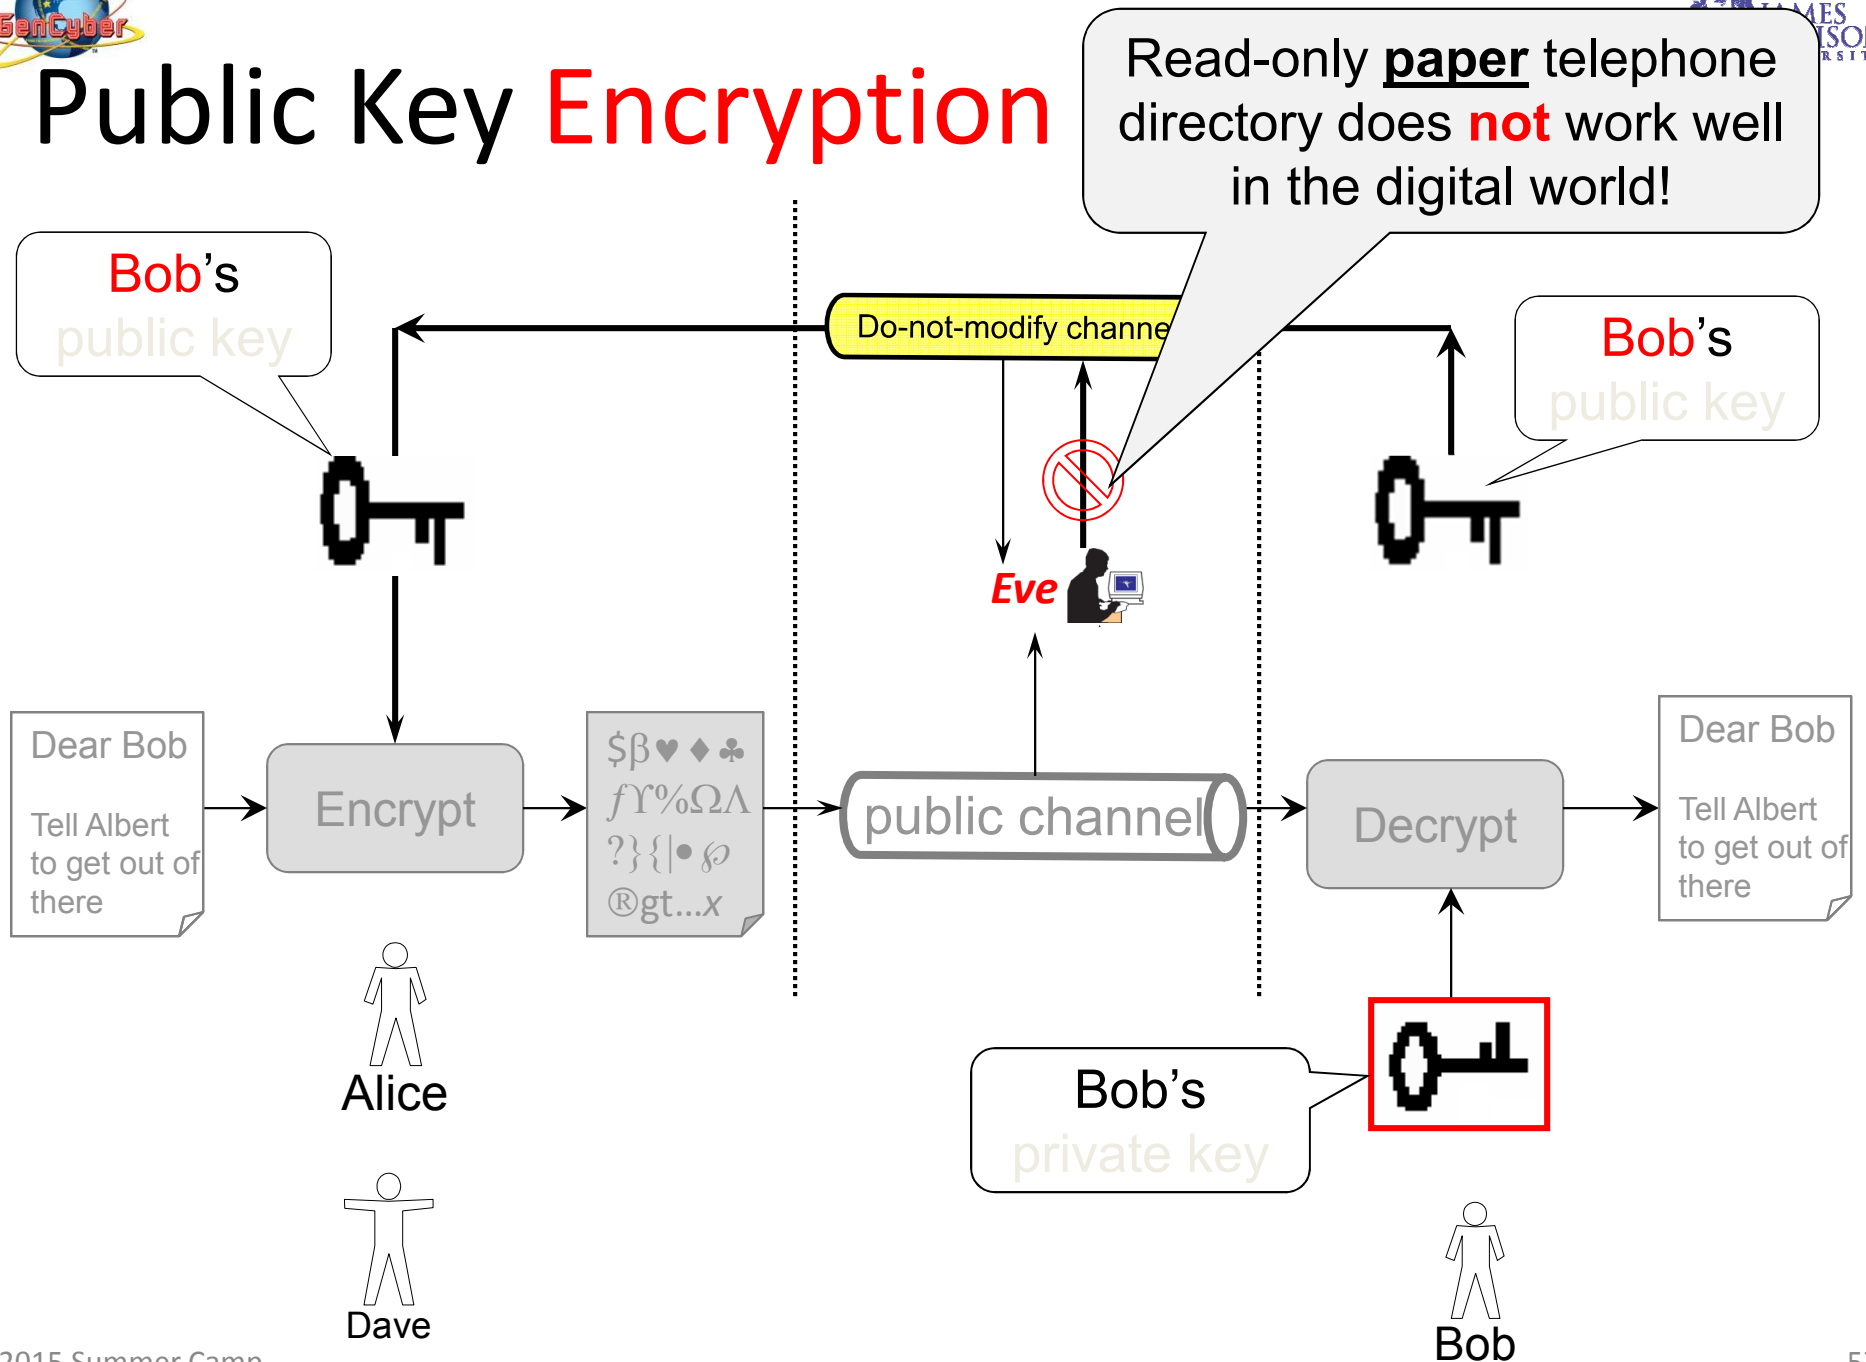 GenCyber
Public Key Encryption
Read-only paper telephone
directory does not work well
in the digital world!
Bob's
public key
Do-not-modify channe
Bob's
public key
Eve
Dear Bob
Tell Albert
to get out of
there
Encrypt
$β♥♦♣
ƒϒ%ΩΛ
?}{|•℘
®gt…x
public channel
Decrypt
Dear Bob
Tell Albert
to get out of
there
Alice
Bob's
private key
Dave
Bob
2015 Summer Camp